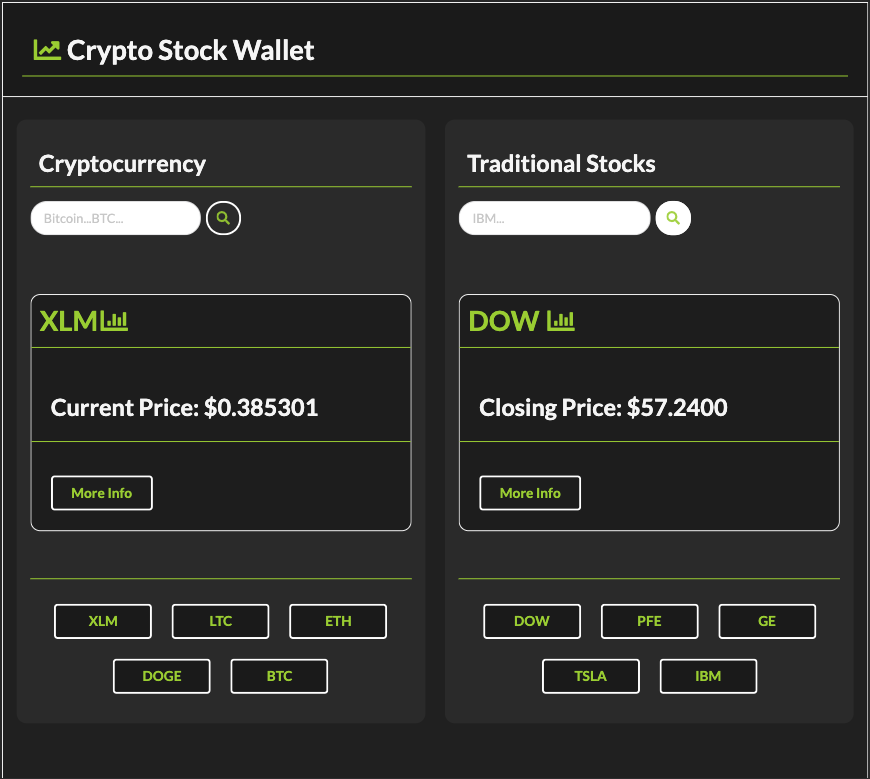 Crypto Stock Wallet
Cryptocurrency
Bitcoin...BTC...
XLM
Current Price: $0.385301
More Info
XLM LTC ETH
DOGE BTC
Traditional Stocks
IBM...
DOW
Closing Price: $57.2400
More Info
DOW PFE GE
TSLA IBM